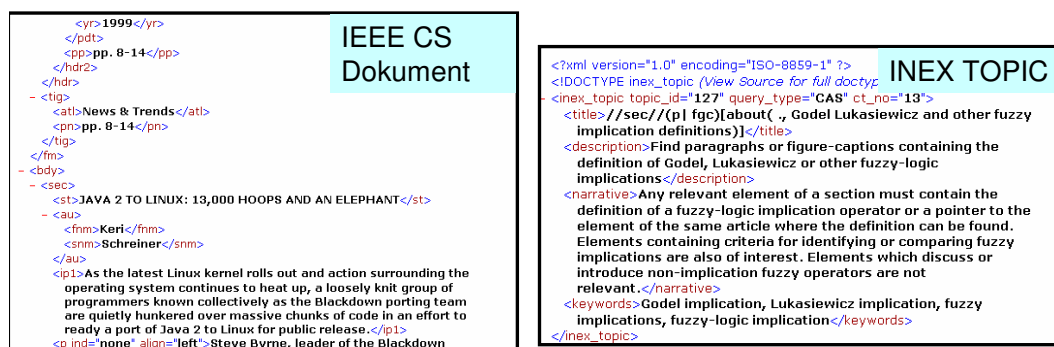 <yr>1999</yr>
</pdt>
<pp>pp. 8-14</pp>
</hdr2>
</hdr>
- <tig>
<atl>News & Trends</atl>
<pn>pp. 8-14</pn>
</tig>
</fm>
- <bdy>
- <sec>
<st>JAVA 2 TO LINUX: 13,000 HOOPS AND AN ELEPHANT</st>
- <au>
<fnm>Keri</fnm>
<snm>Schreiner</snm>
</au>
<ip1>As the latest Linux kernel rolls out and action surrounding the
operating system continues to heat up, a loosely knit group of
programmers known collectively as the Blackdown porting team
are quietly hunkered over massive chunks of code in an effort to
ready a port of Java 2 to Linux for public release.</ip1>
<p ind="none" align="left">Steve Byrne, leader of the Blackdown
IEEE CS
Dokument
<?xml version="1.0" encoding="ISO-8859-1" ?>
<!DOCTYPE inex_topic (View Source for full doctyp
- <inex_topic topic_id="127" query_type="CAS" ct_no="13">
<title>//sec//(p| fgc)[about( ., Godel Lukasiewicz and other fuzzy
implication definitions)]</title>
<description>Find paragraphs or figure-captions containing the
definition of Godel, Lukasiewicz or other fuzzy-logic
implications</description>
<narrative>Any relevant element of a section must contain the
definition of a fuzzy-logic implication operator or a pointer to the
element of the same article where the definition can be found.
Elements containing criteria for identifying or comparing fuzzy
implications are also of interest. Elements which discuss or
introduce non-implication fuzzy operators are not
relevant.</narrative>
<keywords>Godel implication, Lukasiewicz implication, fuzzy
implications, fuzzy-logic implication</keywords>
</inex_topic>
INEX TOPIC